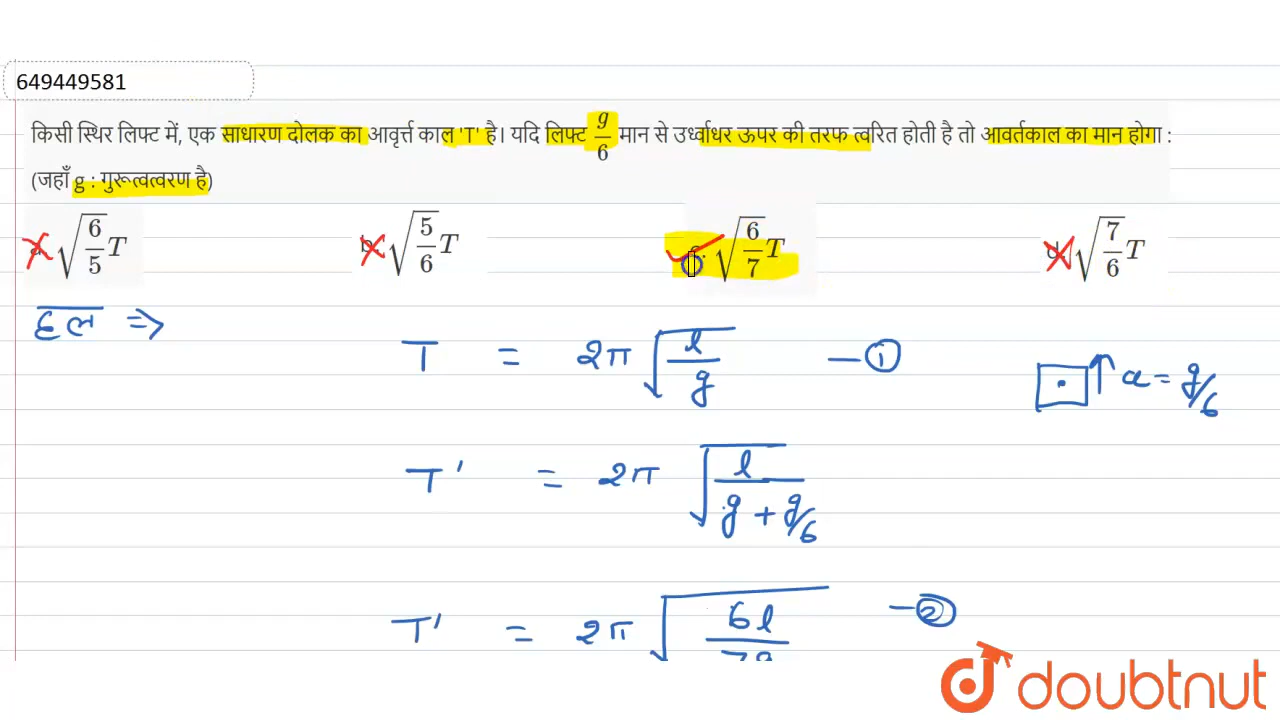 649449581
किसी स्थिर लिफ्ट में, एक साधारण दोलक का आवृर्त्त काल 'T' है। यदि लिफ्ट g/6 मान से उर्ध्वाधर ऊपर की तरफ त्वरित होती है तो आवर्तकाल का मान होगा :
(जहाँ g : गुरूत्वत्वरण है)
a. √(6/5) T b. √(5/6) T c. √(6/7) T d. √(7/6) T
हल ⇒
T = 2π √(l/g) — ①
↑ a = g/6
T' = 2π √(l/(g + g/6))
T' = 2π √(6l/7g) — ②
doubtnut